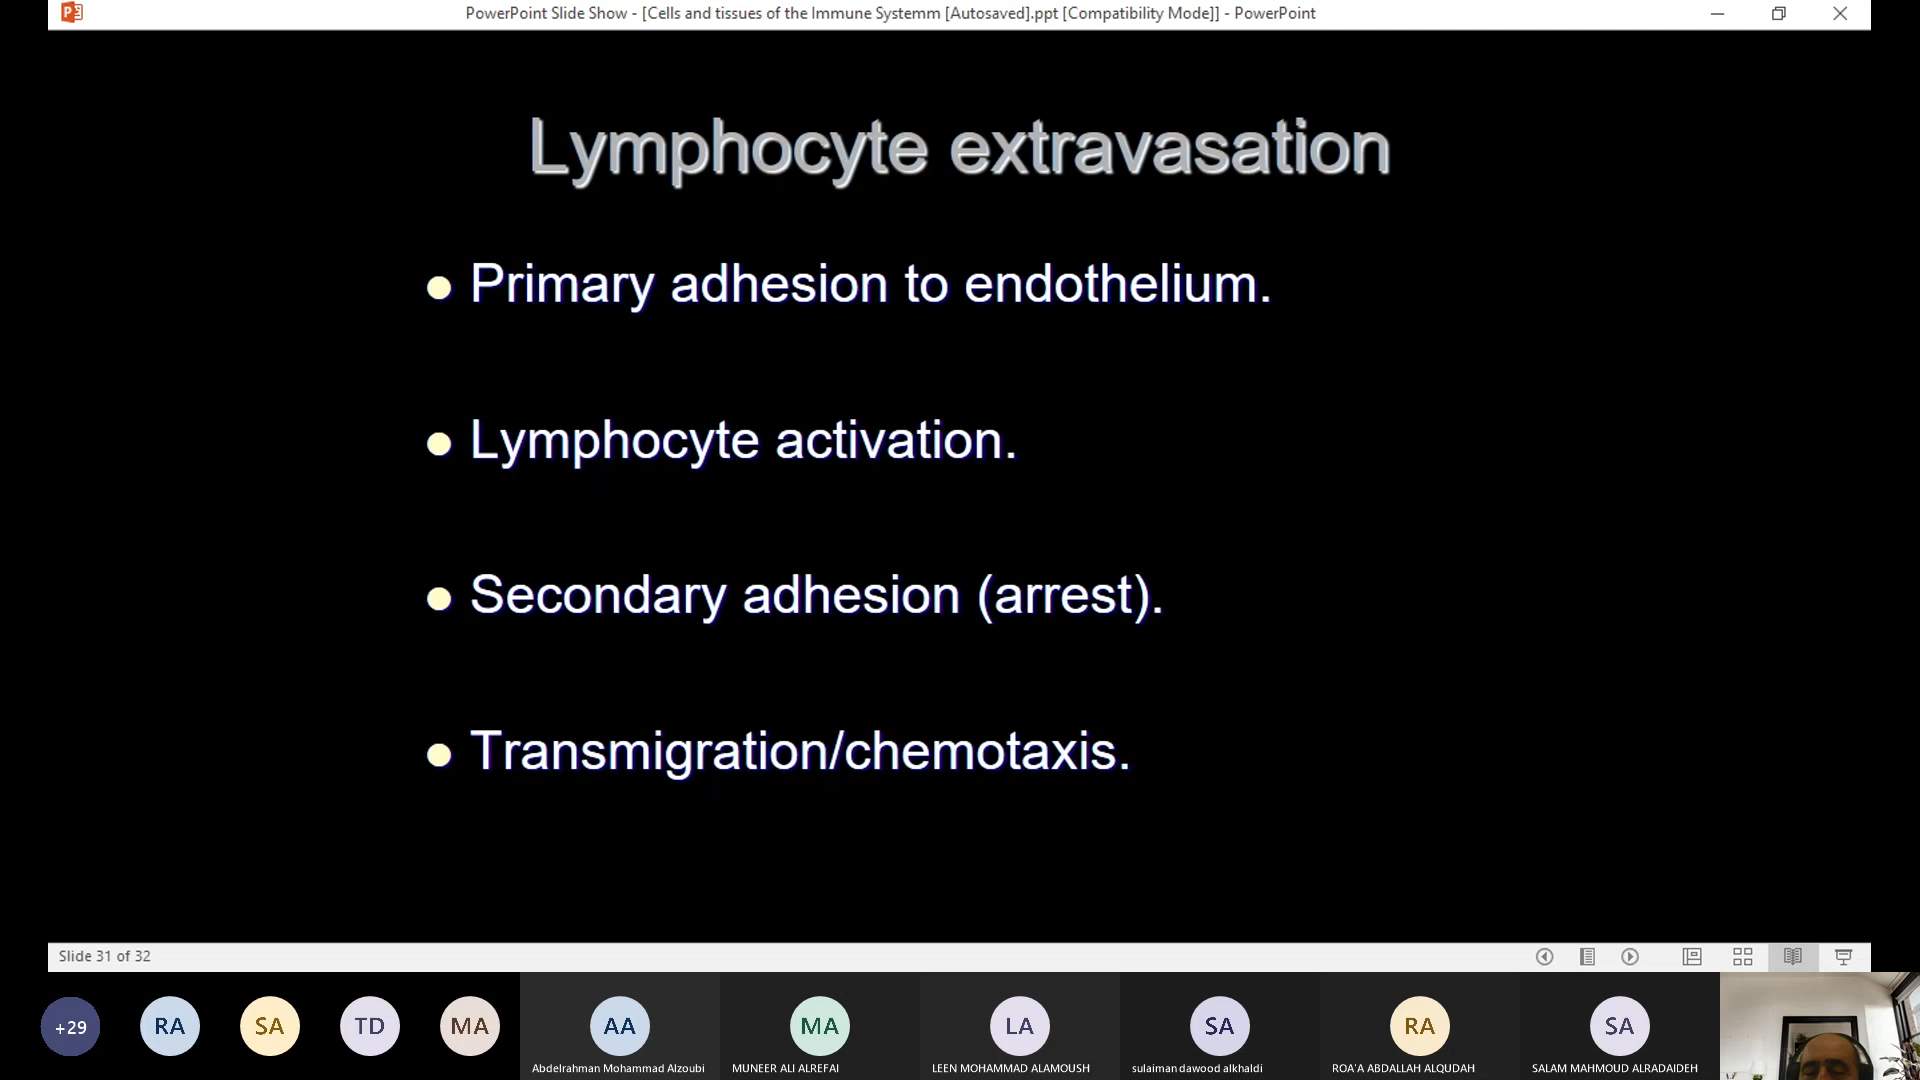 PowerPoint Slide Show - [Cells and tissues of the Immune Systemm [Autosaved].ppt [Compatibility Mode]] - PowerPoint
Lymphocyte extravasation
Primary adhesion to endothelium.
Lymphocyte activation.
Secondary adhesion (arrest).
Transmigration/chemotaxis.
Slide 31 of 32
+29
RA
SA
TD
MA
AA
MA
LA
SA
RA
SA
Abdelrahman Mohammad Alzoubi
MUNEER ALI ALREFAI
LEEN MOHAMMAD ALAMOUSH
sulaiman dawood alkhaldi
ROA'A ABDALLAH ALQUDAH
SALAM MAHMOUD ALRADAIDEH